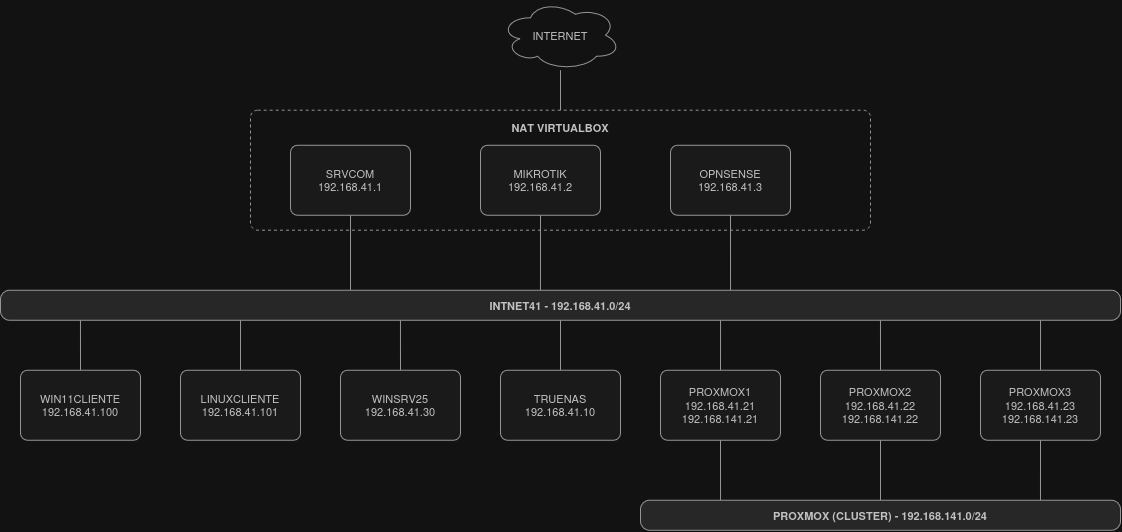 INTERNET
NAT VIRTUALBOX
SRVCOM
192.168.41.1
MIKROTIK
192.168.41.2
OPNSENSE
192.168.41.3
INTNET41 - 192.168.41.0/24
WIN11CLIENTE
192.168.41.100
LINUXCLIENTE
192.168.41.101
WINSRV25
192.168.41.30
TRUENAS
192.168.41.10
PROXMOX1
192.168.41.21
192.168.141.21
PROXMOX2
192.168.41.22
192.168.141.22
PROXMOX3
192.168.41.23
192.168.141.23
PROXMOX (CLUSTER) - 192.168.141.0/24